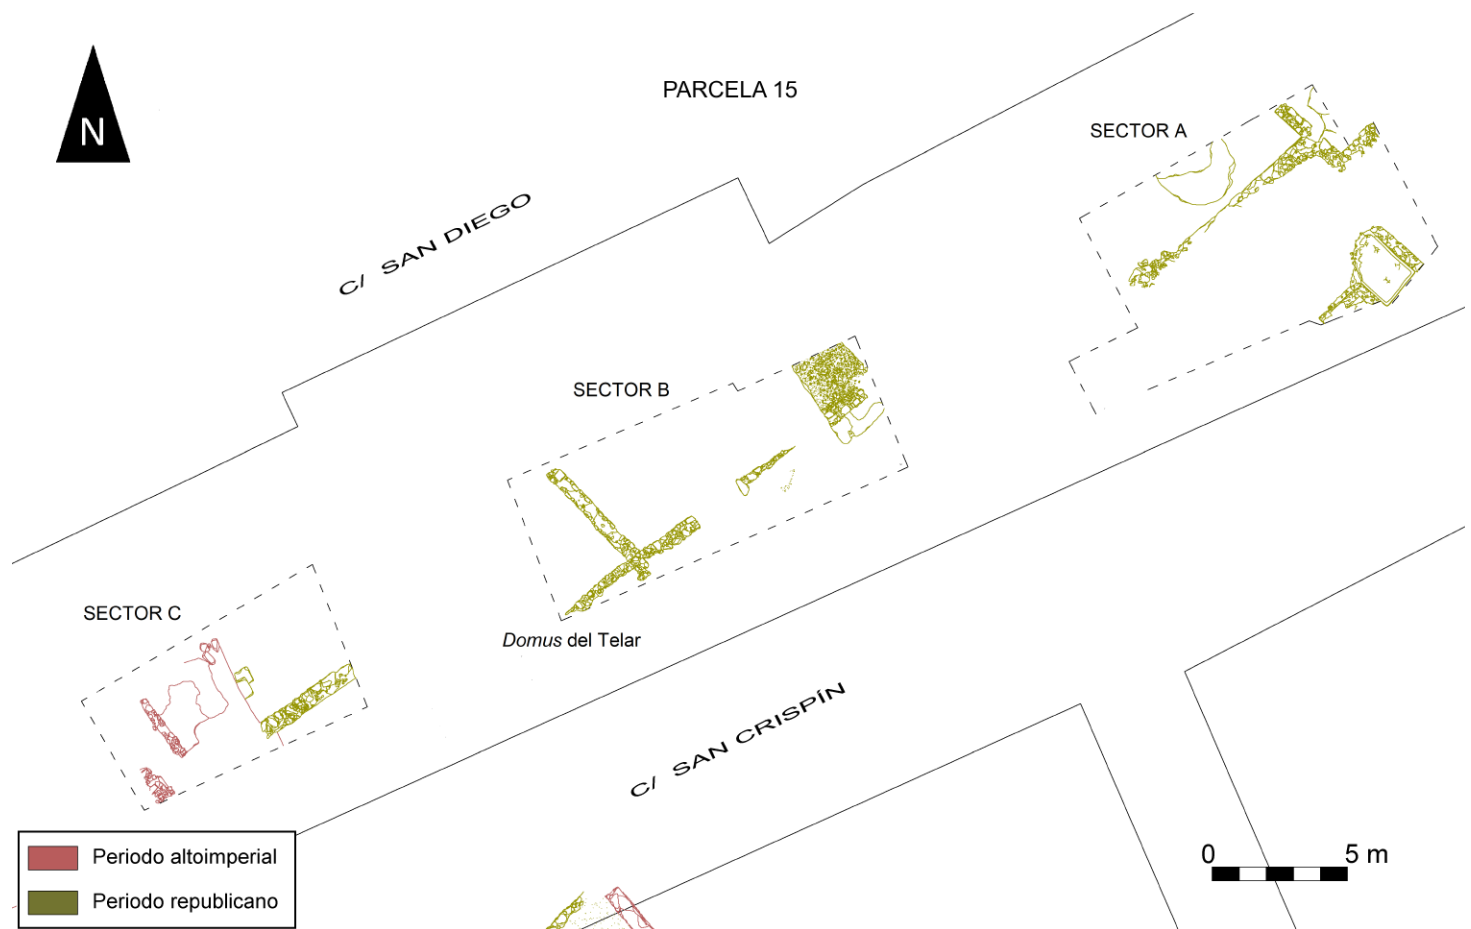 PARCELA 15
N
SECTOR A
C/ SAN DIEGO
SECTOR B
SECTOR C
Domus del Telar
C/ SAN CRISPÍN
0 5 m
Periodo altoimperial
Periodo republicano